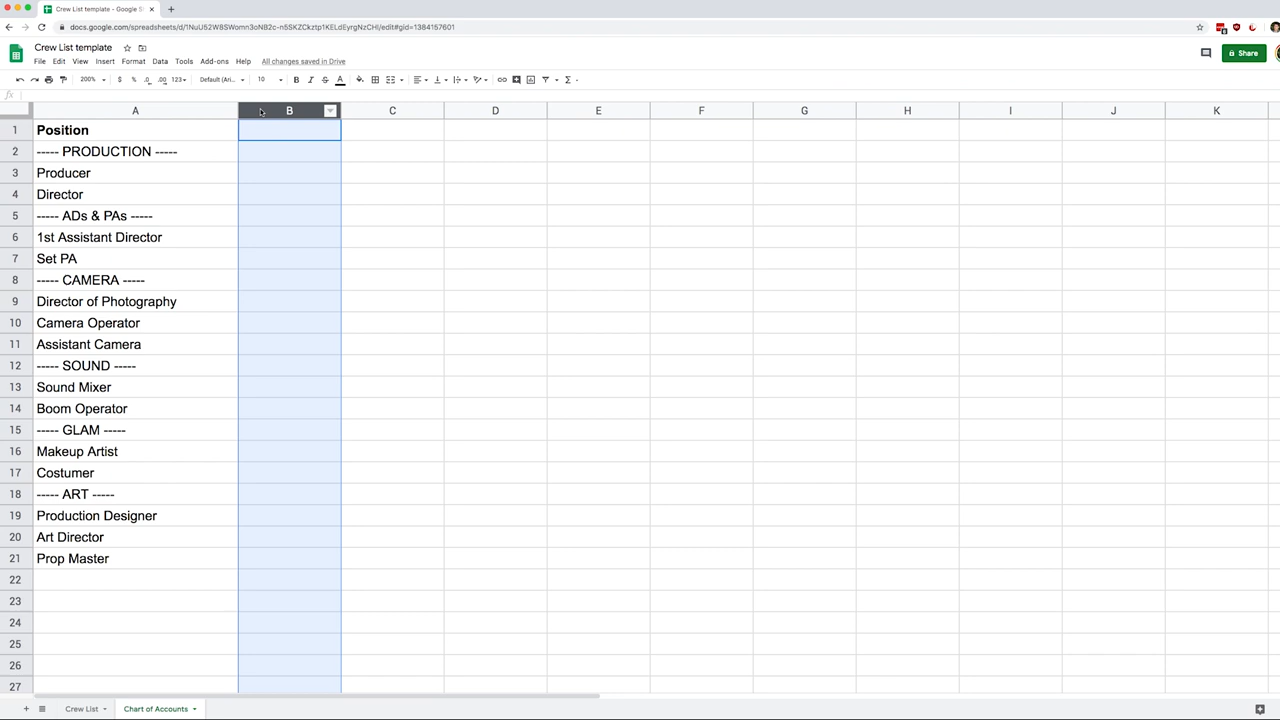 Crew List template - Google S
docs.google.com/spreadsheets/d/1NuU52W8SWomn3oNB2c-n5SKZCkztp1KELdEyrgNzCHI/edit#gid=1384157601
Crew List template
File Edit View Insert Format Data Tools Add-ons Help All changes saved in Drive
Share
200% $ % .0 .00 123 Default (Ari... 10 B I S A
fx
A B C D E F G H I J K
1 Position
2 ----- PRODUCTION -----
3 Producer
4 Director
5 ----- ADs & PAs -----
6 1st Assistant Director
7 Set PA
8 ----- CAMERA -----
9 Director of Photography
10 Camera Operator
11 Assistant Camera
12 ----- SOUND -----
13 Sound Mixer
14 Boom Operator
15 ----- GLAM -----
16 Makeup Artist
17 Costumer
18 ----- ART -----
19 Production Designer
20 Art Director
21 Prop Master
22
23
24
25
26
27
Crew List Chart of Accounts